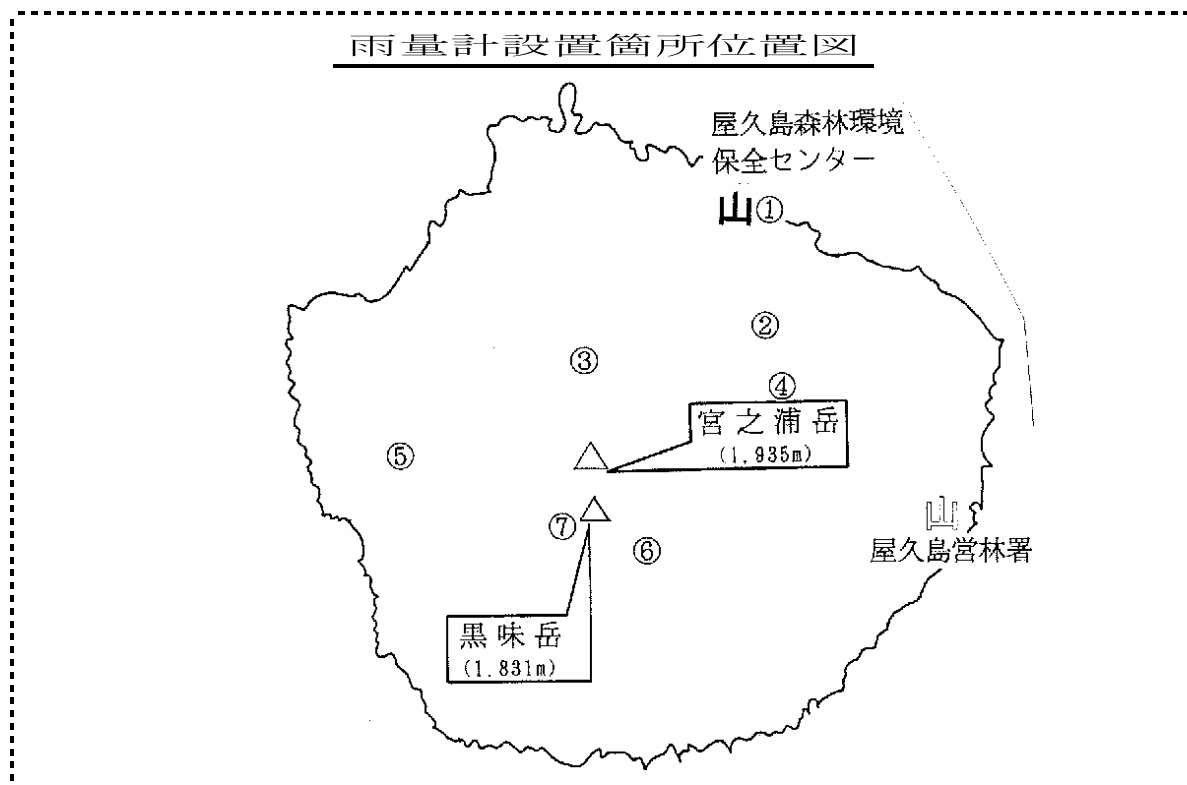 雨量計設置箇所位置図
屋久島森林環境
保全センター
山①
②
③
④
宮之浦岳
(1,935m)
⑤
⑦
⑥
山
屋久島営林署
黒味岳
(1.831m)